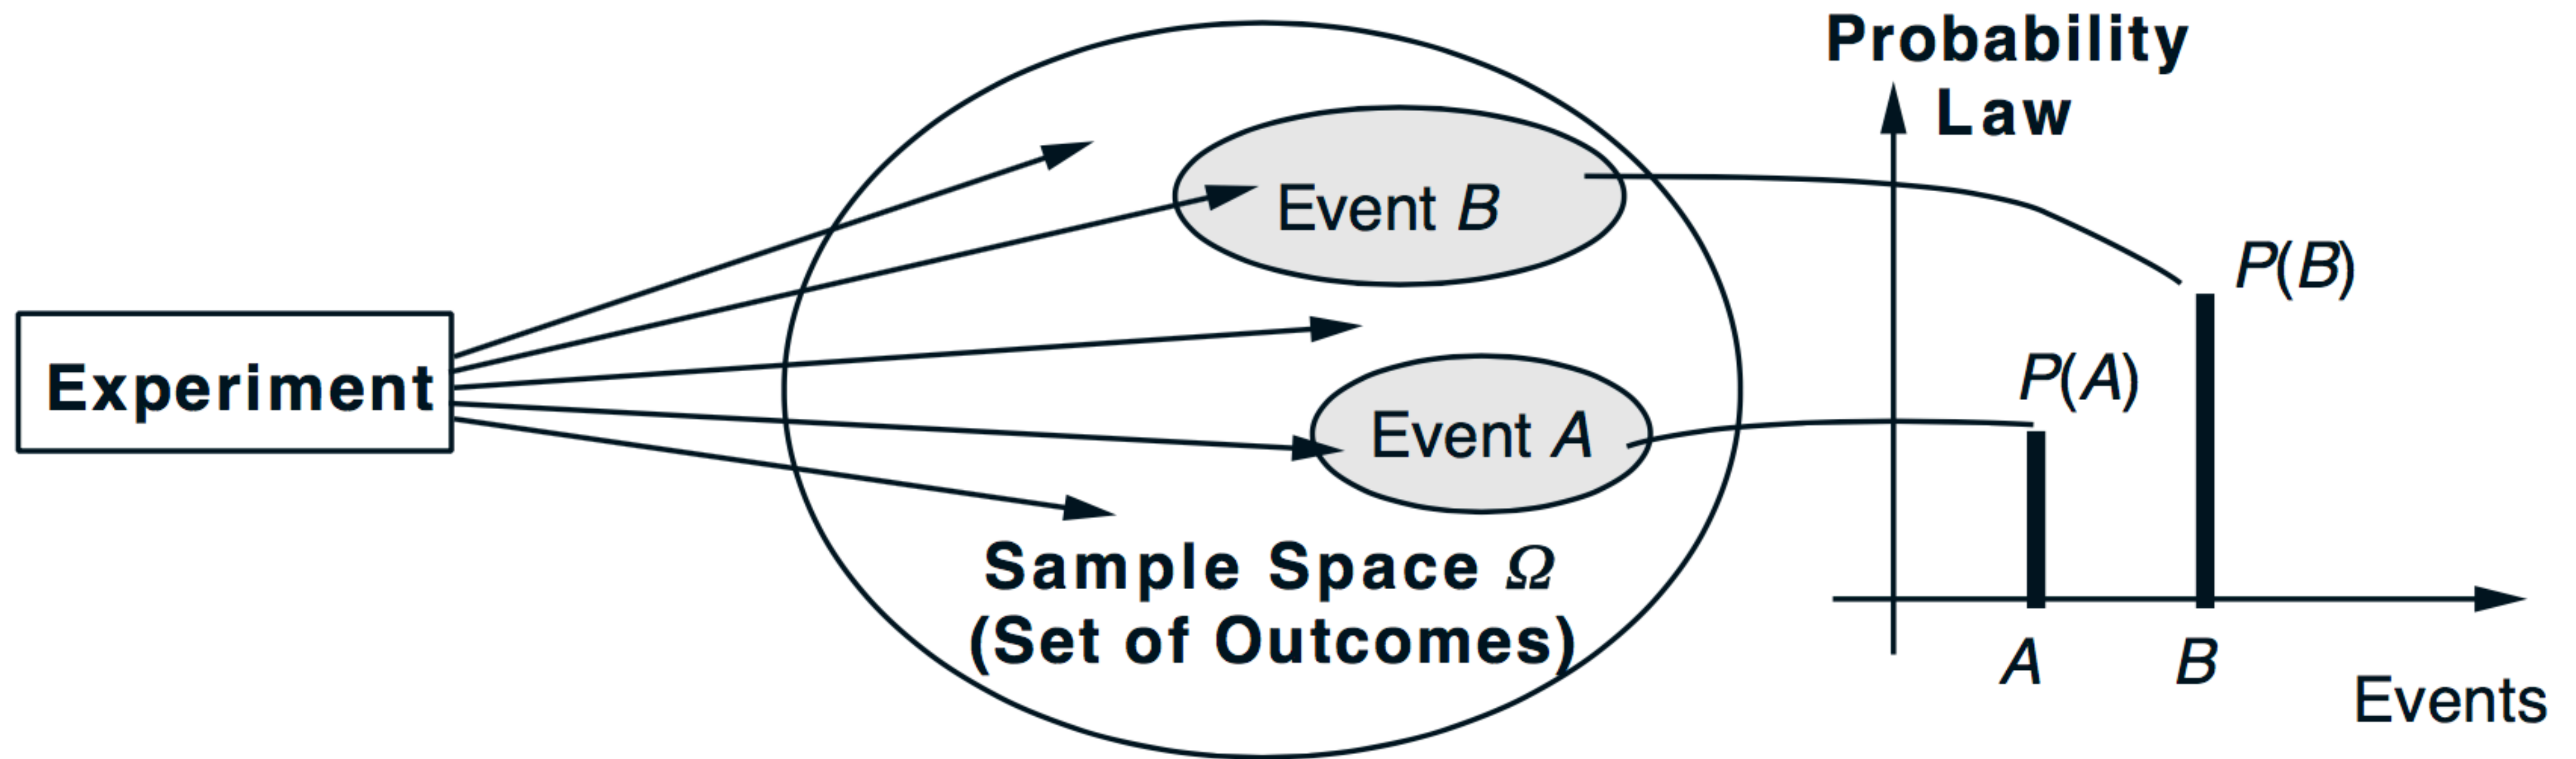 Experiment
Event B
Event A
Sample Space Ω
(Set of Outcomes)
Probability
Law
P(B)
P(A)
A
B
Events